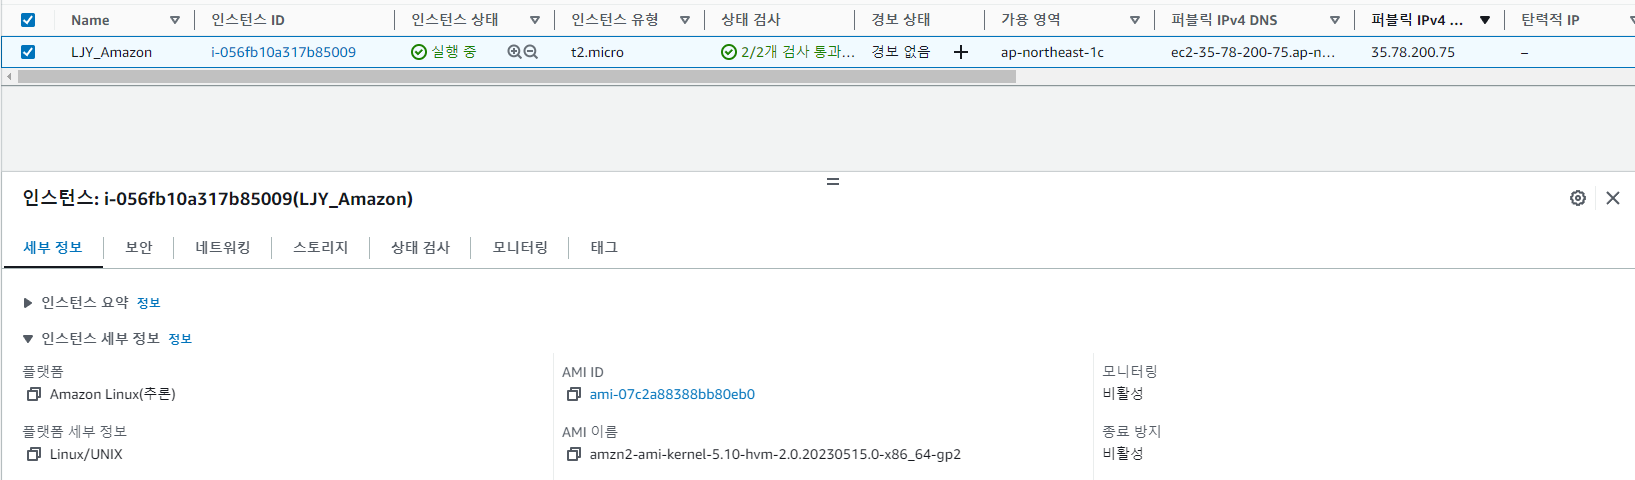 Name 인스턴스 ID 인스턴스 상태 인스턴스 유형 상태 검사 경보 상태 가용 영역 퍼블릭 IPv4 DNS 퍼블릭 IPv4 ... 탄력적 IP
LJY_Amazon i-056fb10a317b85009 실행 중 t2.micro 2/2개 검사 통과... 경보 없음 + ap-northeast-1c ec2-35-78-200-75.ap-n... 35.78.200.75 –
인스턴스: i-056fb10a317b85009(LJY_Amazon)
세부 정보 보안 네트워킹 스토리지 상태 검사 모니터링 태그
인스턴스 요약 정보
인스턴스 세부 정보 정보
플랫폼 AMI ID 모니터링
Amazon Linux(추론) ami-07c2a88388bb80eb0 비활성
플랫폼 세부 정보 AMI 이름 종료 방지
Linux/UNIX amzn2-ami-kernel-5.10-hvm-2.0.20230515.0-x86_64-gp2 비활성